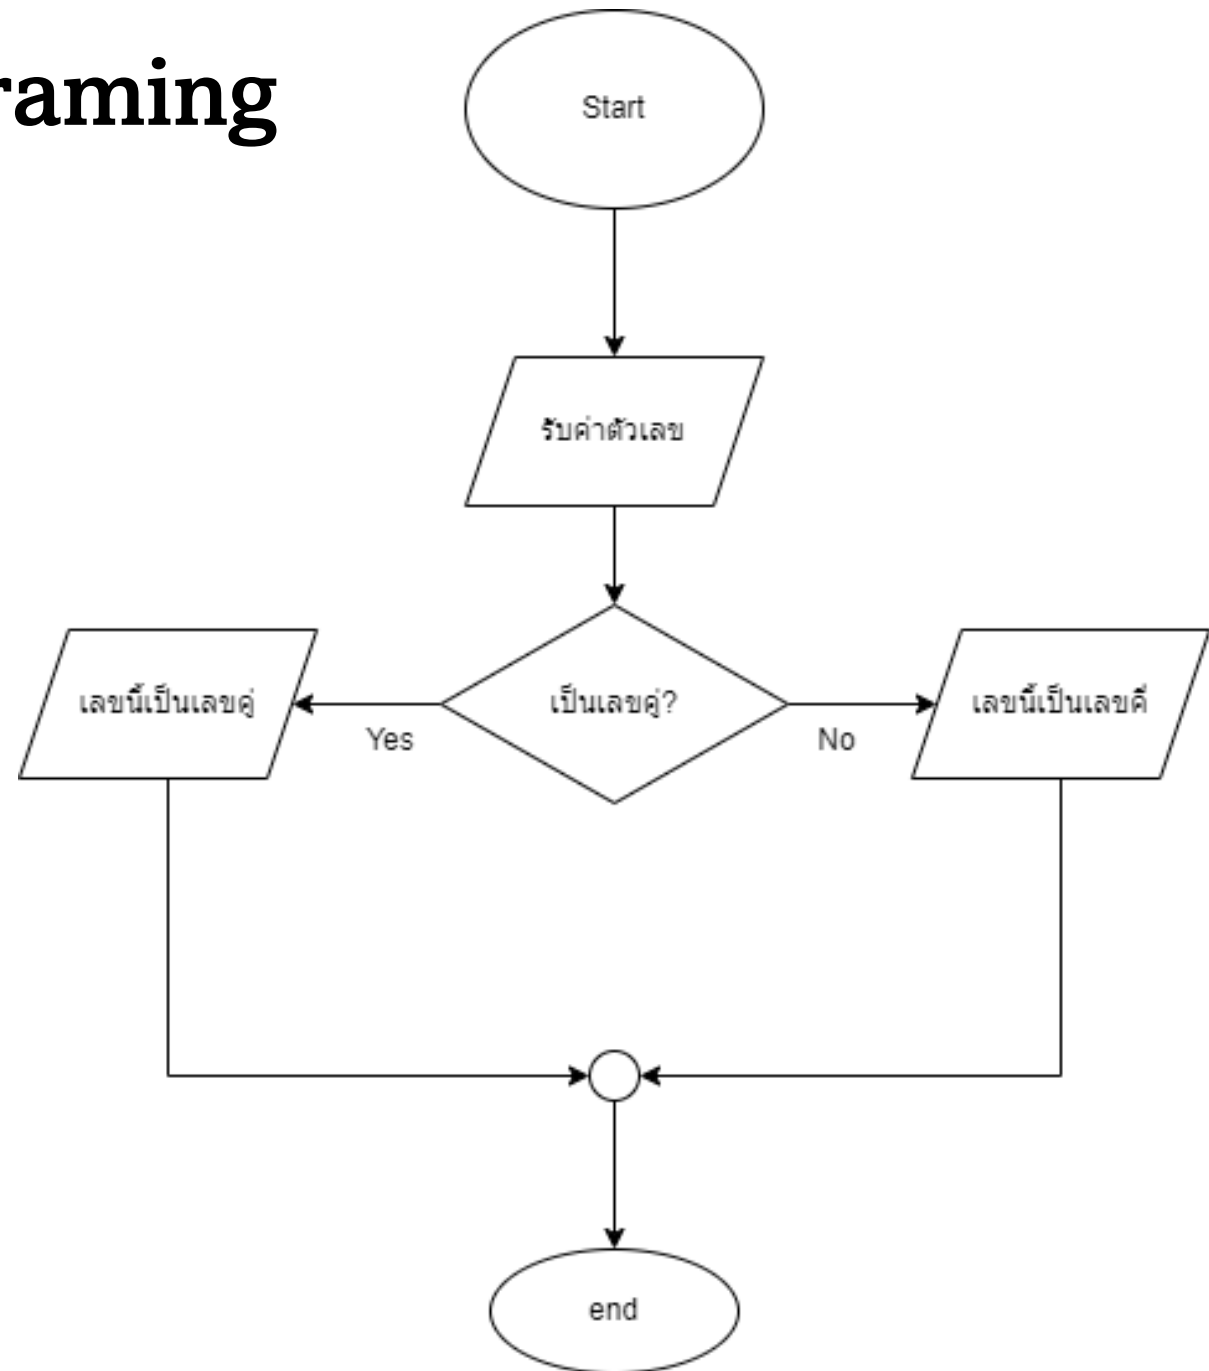 raming
Start
รับค่าตัวเลข
เลขนี้เป็นเลขคู่
เป็นเลขคู่?
เลขนี้เป็นเลขคี่
Yes
No
end